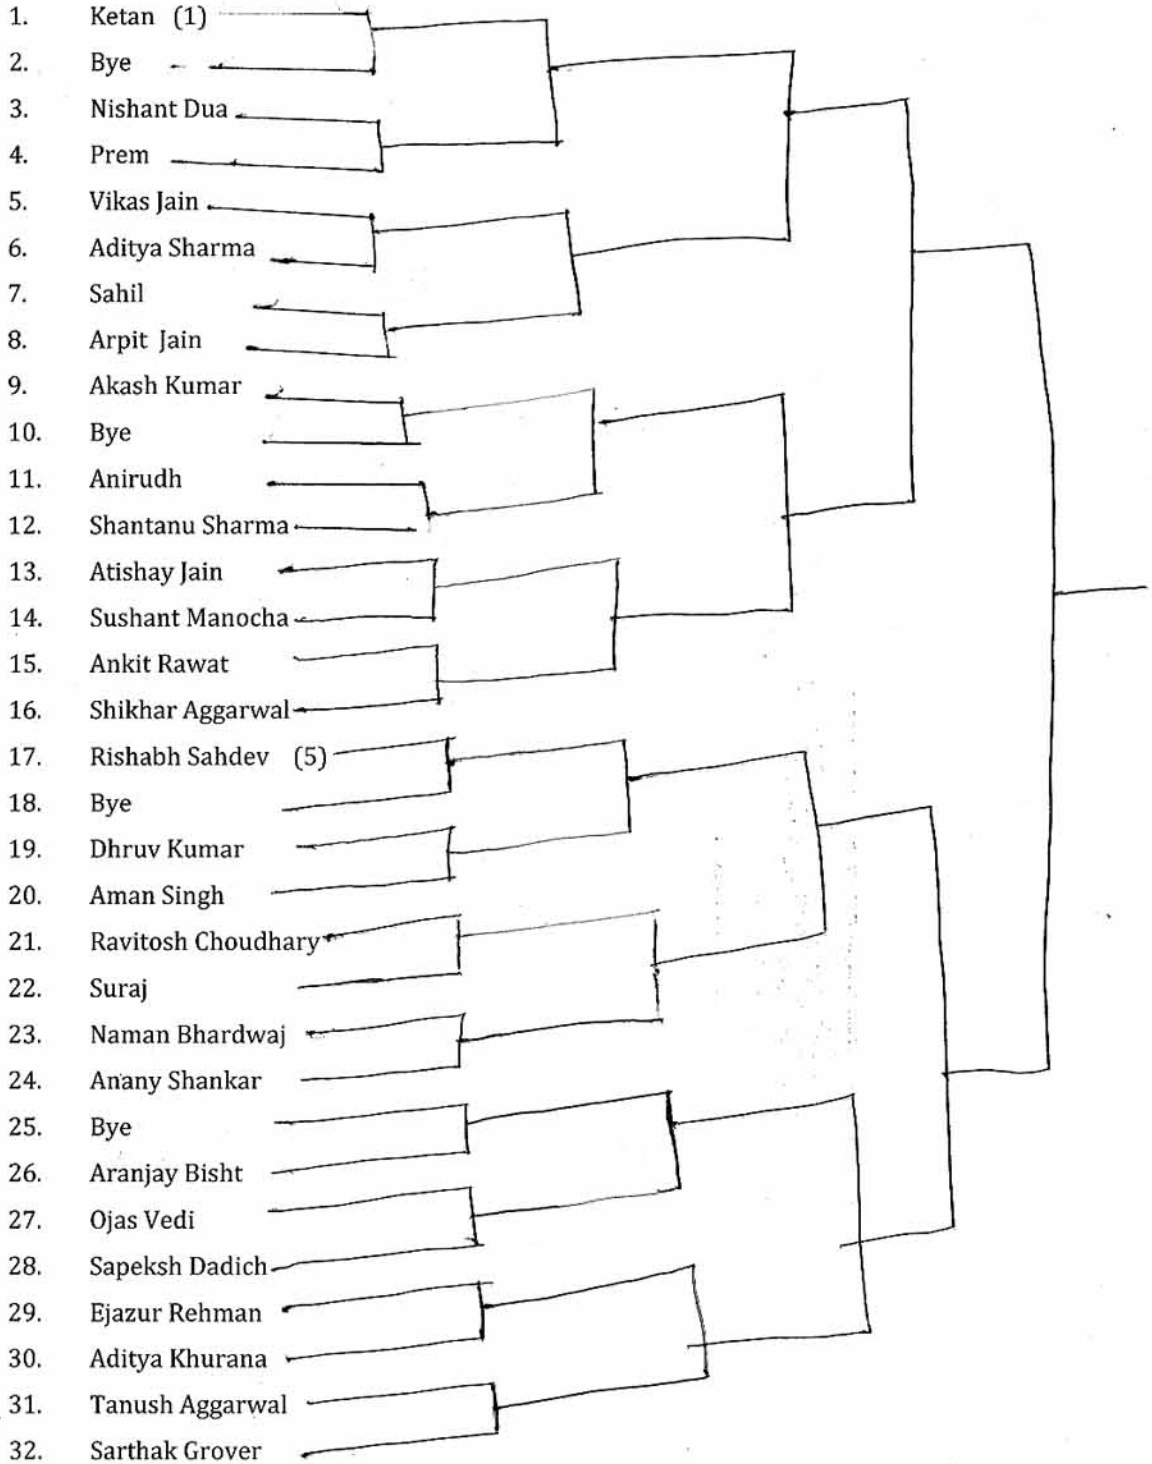 1. Ketan (1)
2. Bye
3. Nishant Dua
4. Prem
5. Vikas Jain
6. Aditya Sharma
7. Sahil
8. Arpit Jain
9. Akash Kumar
10. Bye
11. Anirudh
12. Shantanu Sharma
13. Atishay Jain
14. Sushant Manocha
15. Ankit Rawat
16. Shikhar Aggarwal
17. Rishabh Sahdev (5)
18. Bye
19. Dhruv Kumar
20. Aman Singh
21. Ravitosh Choudhary
22. Suraj
23. Naman Bhardwaj
24. Anany Shankar
25. Bye
26. Aranjay Bisht
27. Ojas Vedi
28. Sapeksh Dadich
29. Ejazur Rehman
30. Aditya Khurana
31. Tanush Aggarwal
32. Sarthak Grover